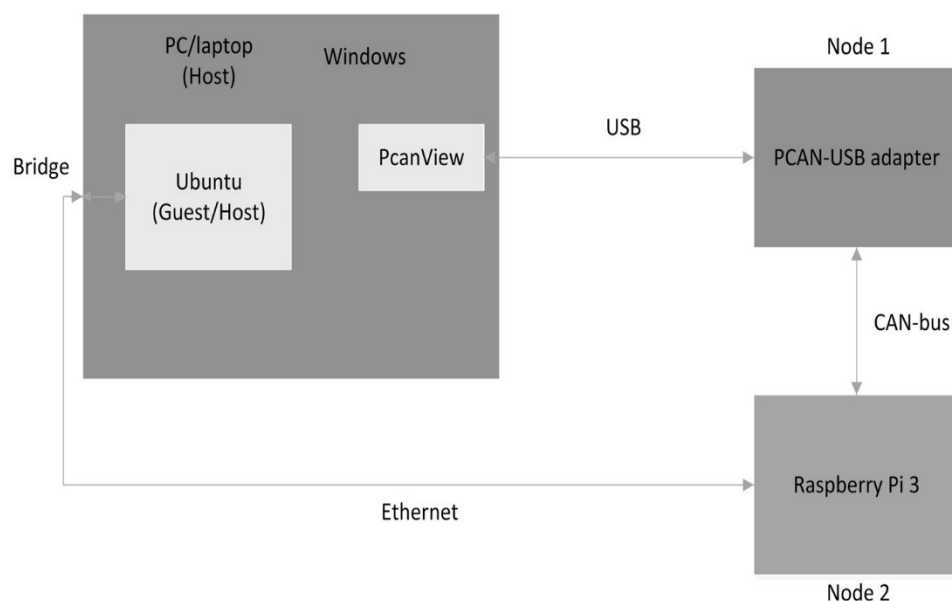 PC/laptop
(Host)
Windows
Node 1
Bridge
Ubuntu
(Guest/Host)
PcanView
USB
PCAN-USB adapter
CAN-bus
Raspberry Pi 3
Ethernet
Node 2